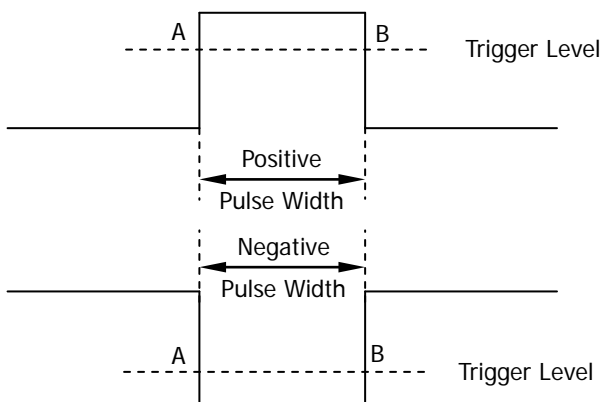 A
B
Trigger Level
Positive
Pulse Width
Negative
Pulse Width
A
B
Trigger Level